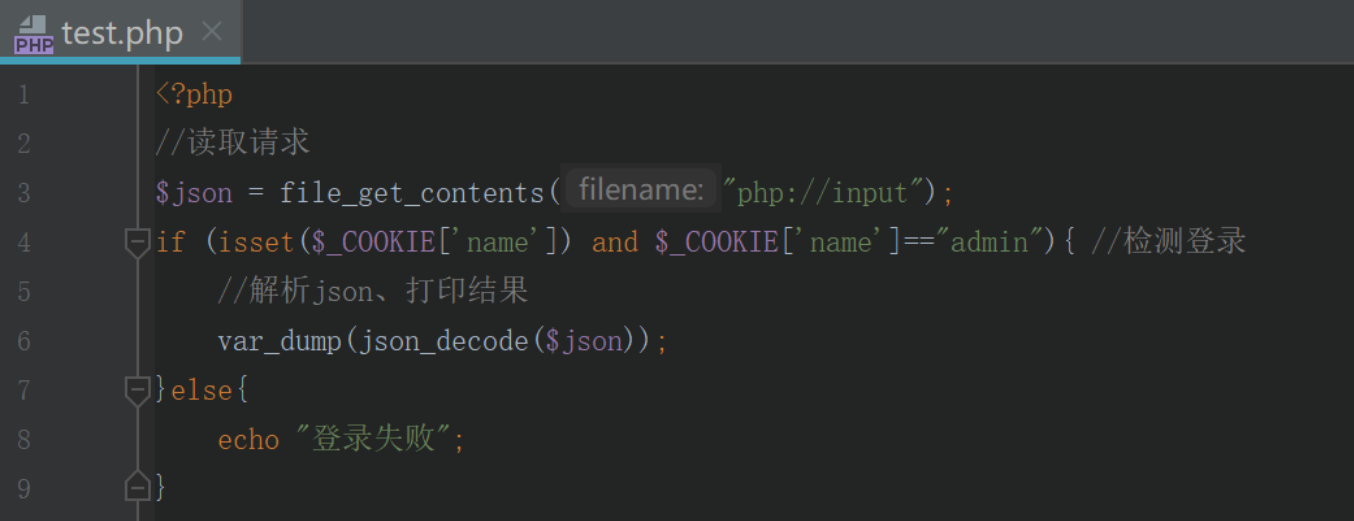 test.php
PHP
1 <?php
2 //读取请求
3 $json = file_get_contents( filename: "php://input");
4 if (isset($_COOKIE['name']) and $_COOKIE['name']=="admin"){ //检测登录
5     //解析json、打印结果
6     var_dump(json_decode($json));
7 }else{
8     echo "登录失败";
9 }